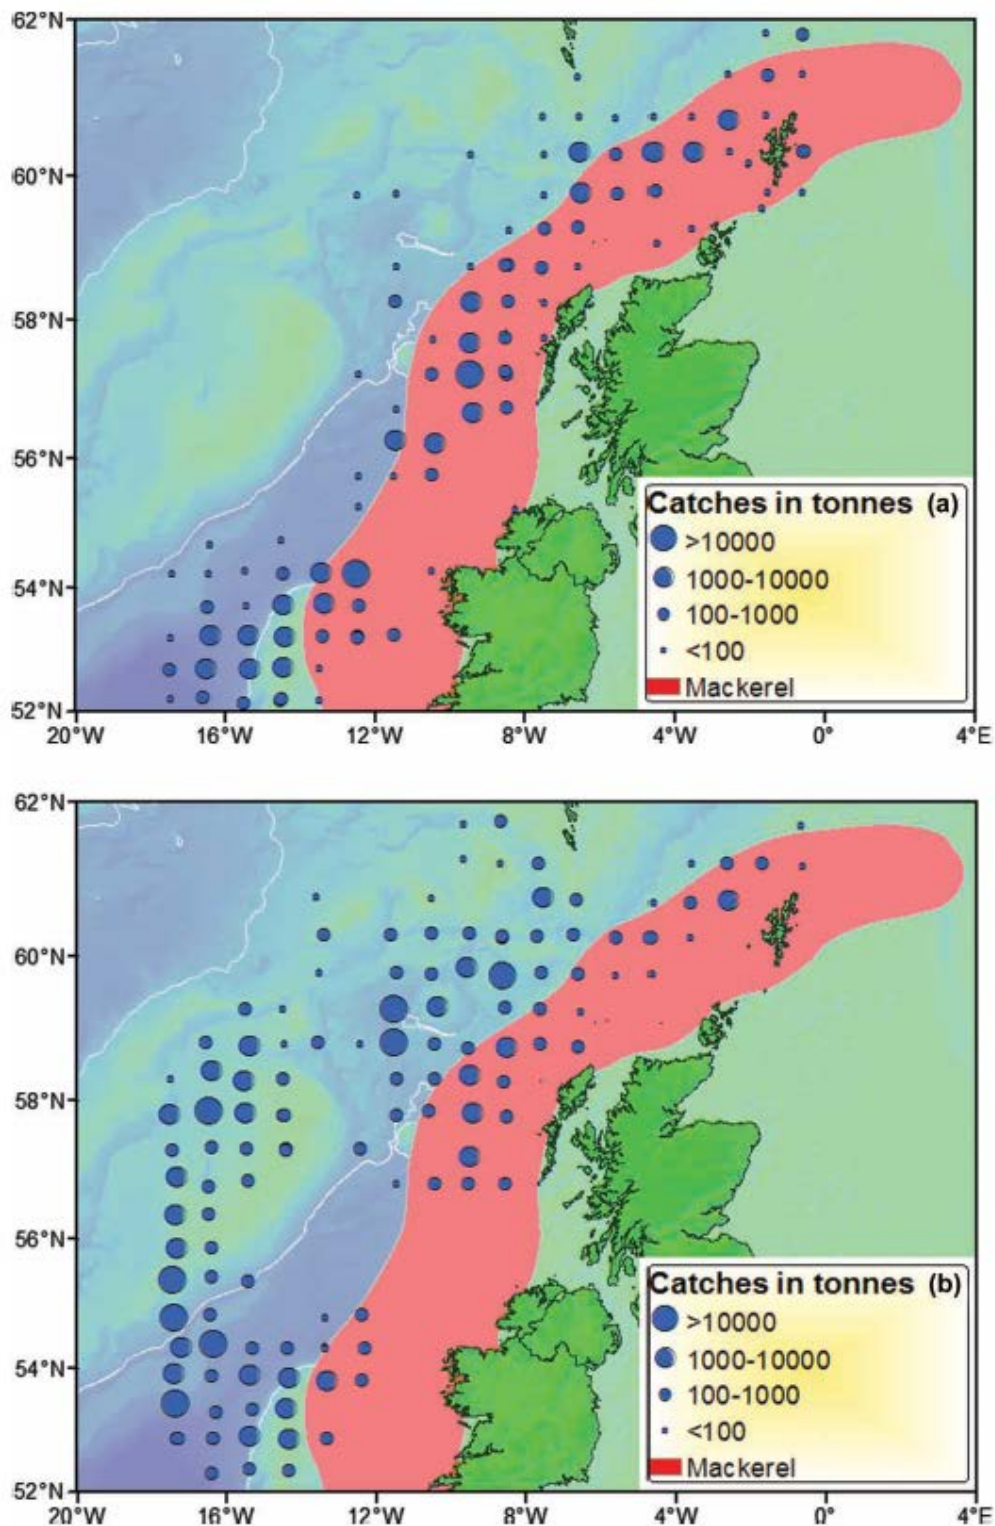 62°N
60°N
58°N
56°N
54°N
52°N
Catches in tonnes (a)
>10000
1000-10000
100-1000
<100
Mackerel
20°W 16°W 12°W 8°W 4°W 0° 4°E
62°N
60°N
58°N
56°N
54°N
52°N
Catches in tonnes (b)
>10000
1000-10000
100-1000
<100
Mackerel
20°W 16°W 12°W 8°W 4°W 0° 4°E